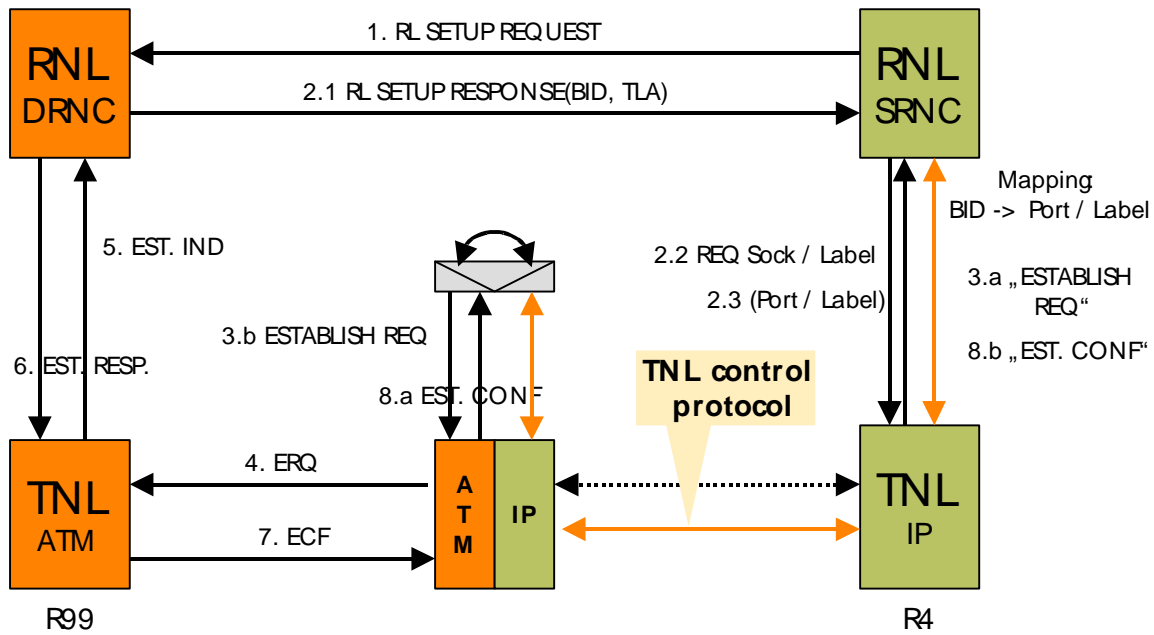 1. RL SETUP REQUEST
RNL
DRNC
RNL
SRNC
2.1 RL SETUP RESPONSE(BID, TLA)
Mapping:
BID -> Port / Label
5. EST. IND
2.2 REQ Sock / Label
2.3 (Port / Label)
3.a „ESTABLISH
REQ“
3.b ESTABLISH REQ
8.b „EST. CONF“
6. EST. RESP.
8.a EST. CONF
TNL control
protocol
4. ERQ
TNL
ATM
A
T
M
IP
TNL
IP
7. ECF
R99
R4